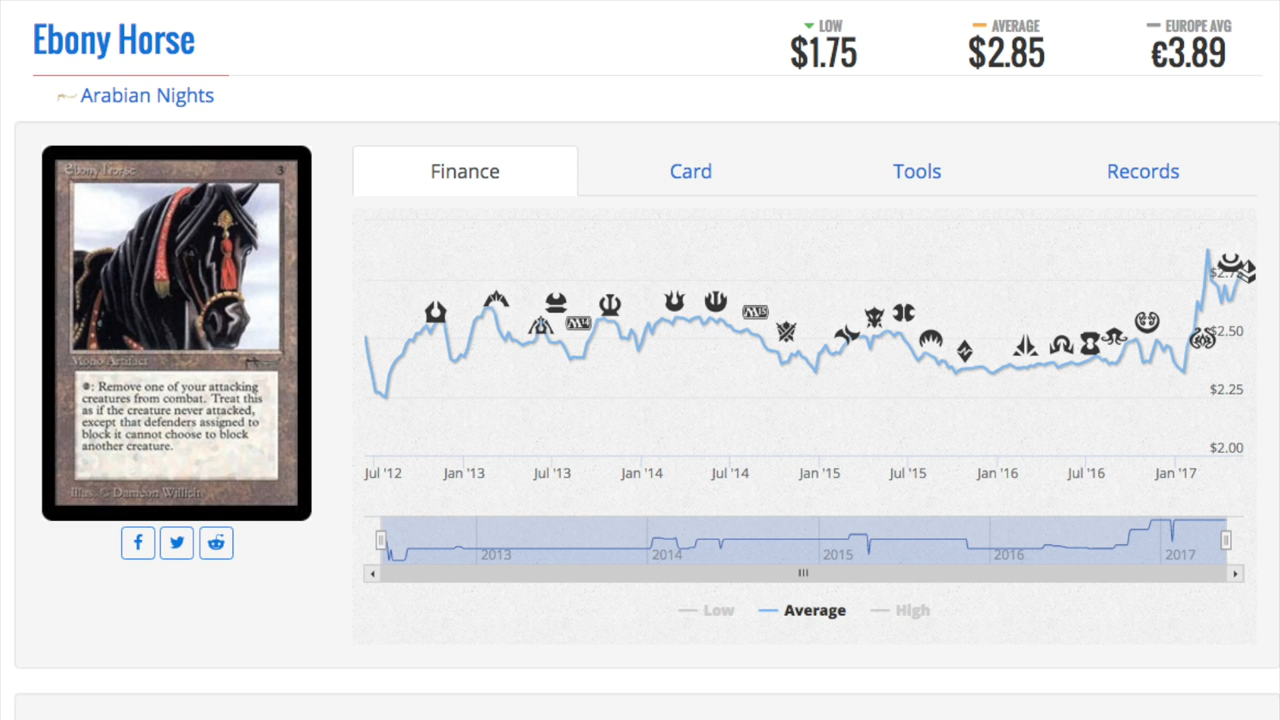 Ebony Horse
LOW
$1.75
AVERAGE
$2.85
EUROPE AVG
€3.89
Arabian Nights
Ebony Horse 3
Mono Artifact
: Remove one of your attacking
creatures from combat. Treat this
as if the creature never attacked,
except that defenders assigned to
block it cannot choose to block
another creature.
Illus. © Dameon Willich
Finance
Card
Tools
Records
M14
M15
$2.75
$2.50
$2.25
$2.00
Jul '12 Jan '13 Jul '13 Jan '14 Jul '14 Jan '15 Jul '15 Jan '16 Jul '16 Jan '17
2013 2014 2015 2016 2017
Low Average High